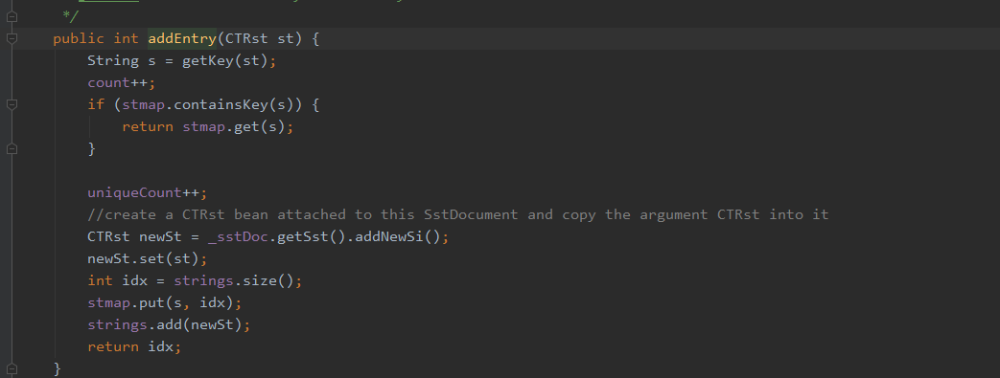 */
public int addEntry(CTRst st) {
String s = getKey(st);
count++;
if (stmap.containsKey(s)) {
return stmap.get(s);
}
uniqueCount++;
//create a CTRst bean attached to this SstDocument and copy the argument CTRst into it
CTRst newSt = _sstDoc.getSst().addNewSi();
newSt.set(st);
int idx = strings.size();
stmap.put(s, idx);
strings.add(newSt);
return idx;
}